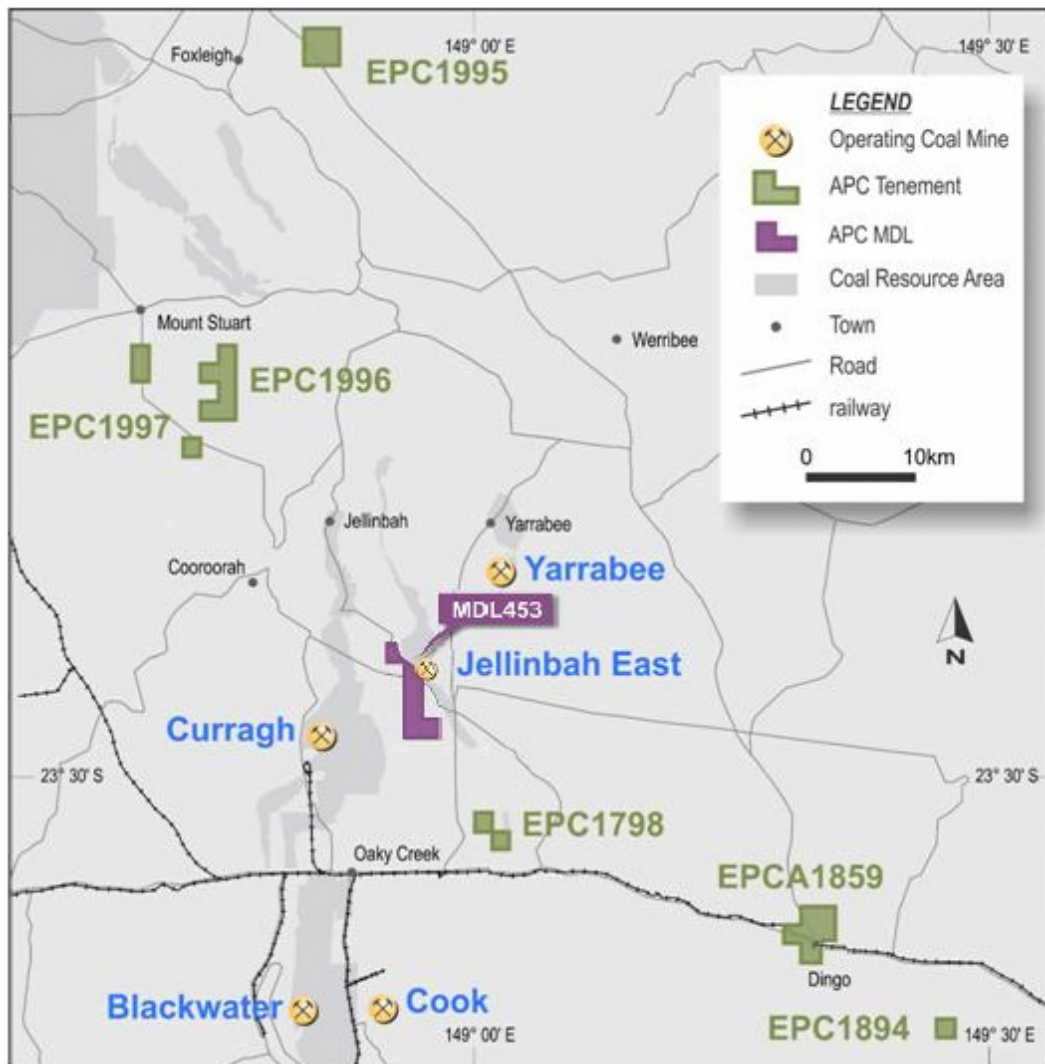 149° 00' E
149° 30' E
Foxleigh
EPC1995
LEGEND
Operating Coal Mine
APC Tenement
APC MDL
Coal Resource Area
Town
Road
railway
0 10km
Mount Stuart
Werribee
EPC1996
EPC1997
Jellinbah
Yarrabee
Cooroorah
Yarrabee
MDL453
N
Jellinbah East
Curragh
23° 30' S
23° 30' S
EPC1798
Oaky Creek
EPCA1859
Dingo
Blackwater
Cook
EPC1894
149° 00' E
149° 30' E